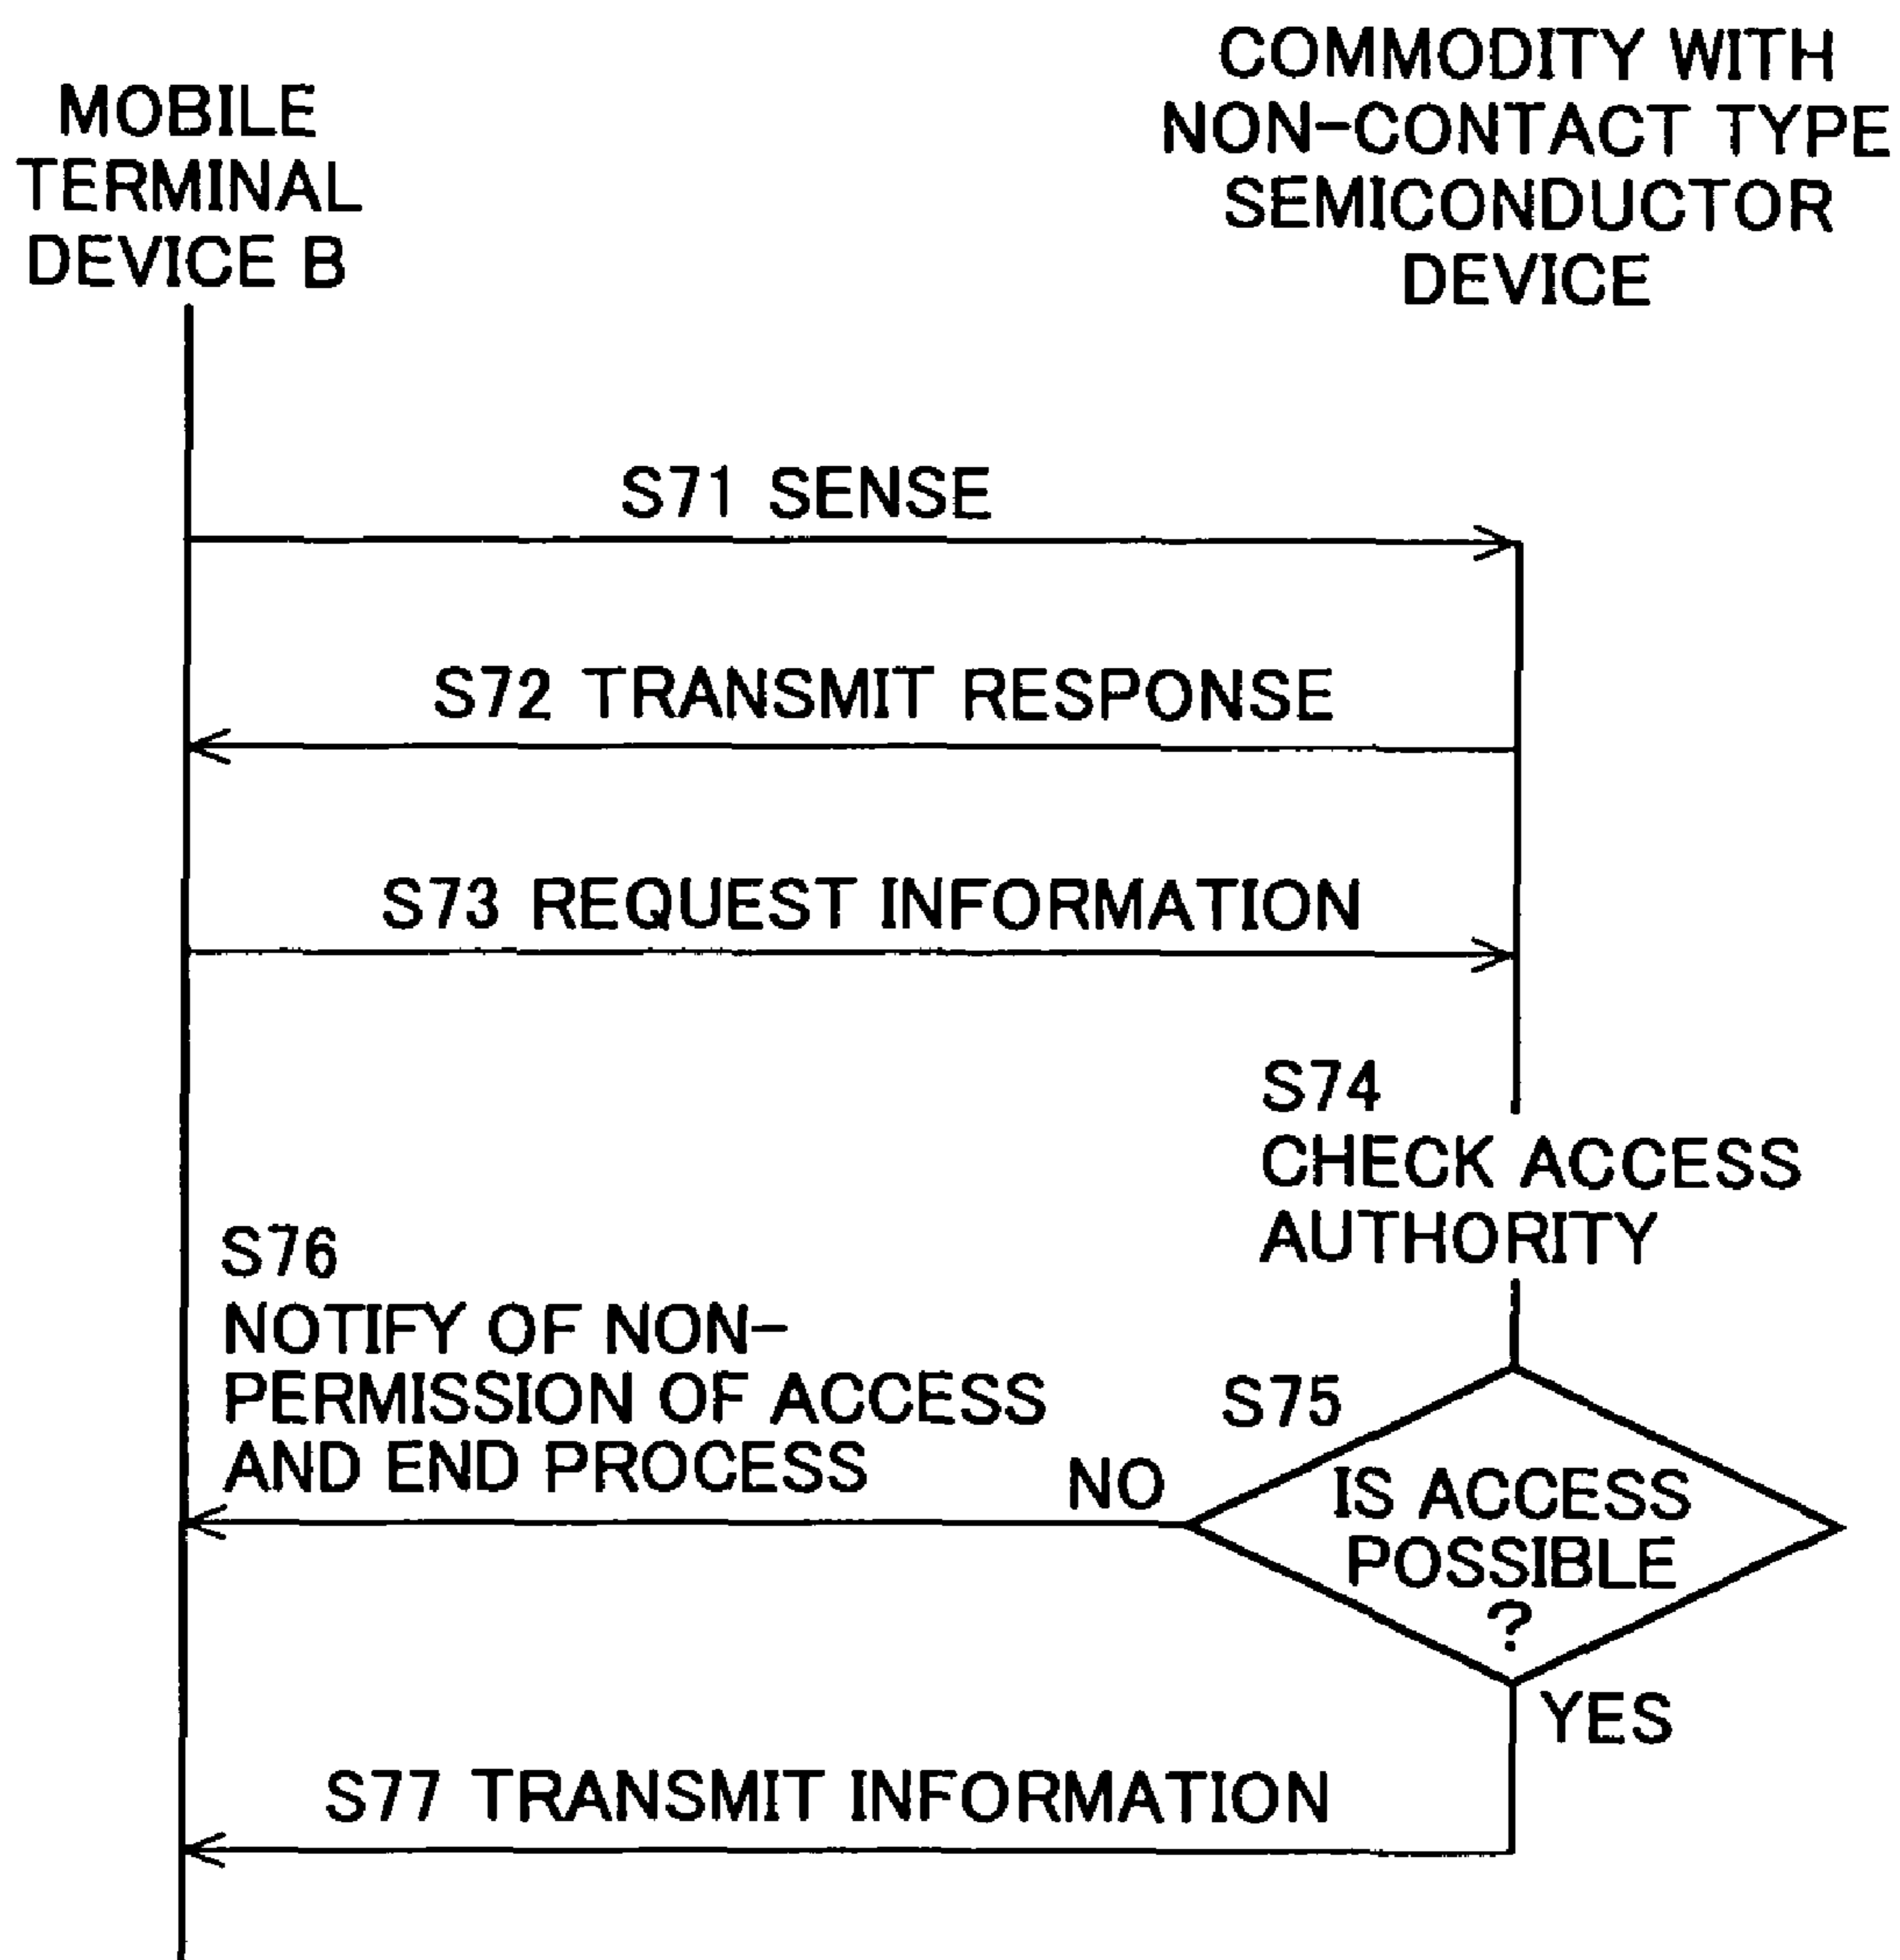 MOBILE
TERMINAL
DEVICE B
COMMODITY WITH
NON-CONTACT TYPE
SEMICONDUCTOR
DEVICE
S71 SENSE
S72 TRANSMIT RESPONSE
S73 REQUEST INFORMATION
S74
CHECK ACCESS
AUTHORITY
S76
NOTIFY OF NON-
PERMISSION OF ACCESS
AND END PROCESS
S75
NO
IS ACCESS
POSSIBLE
?
YES
S77 TRANSMIT INFORMATION